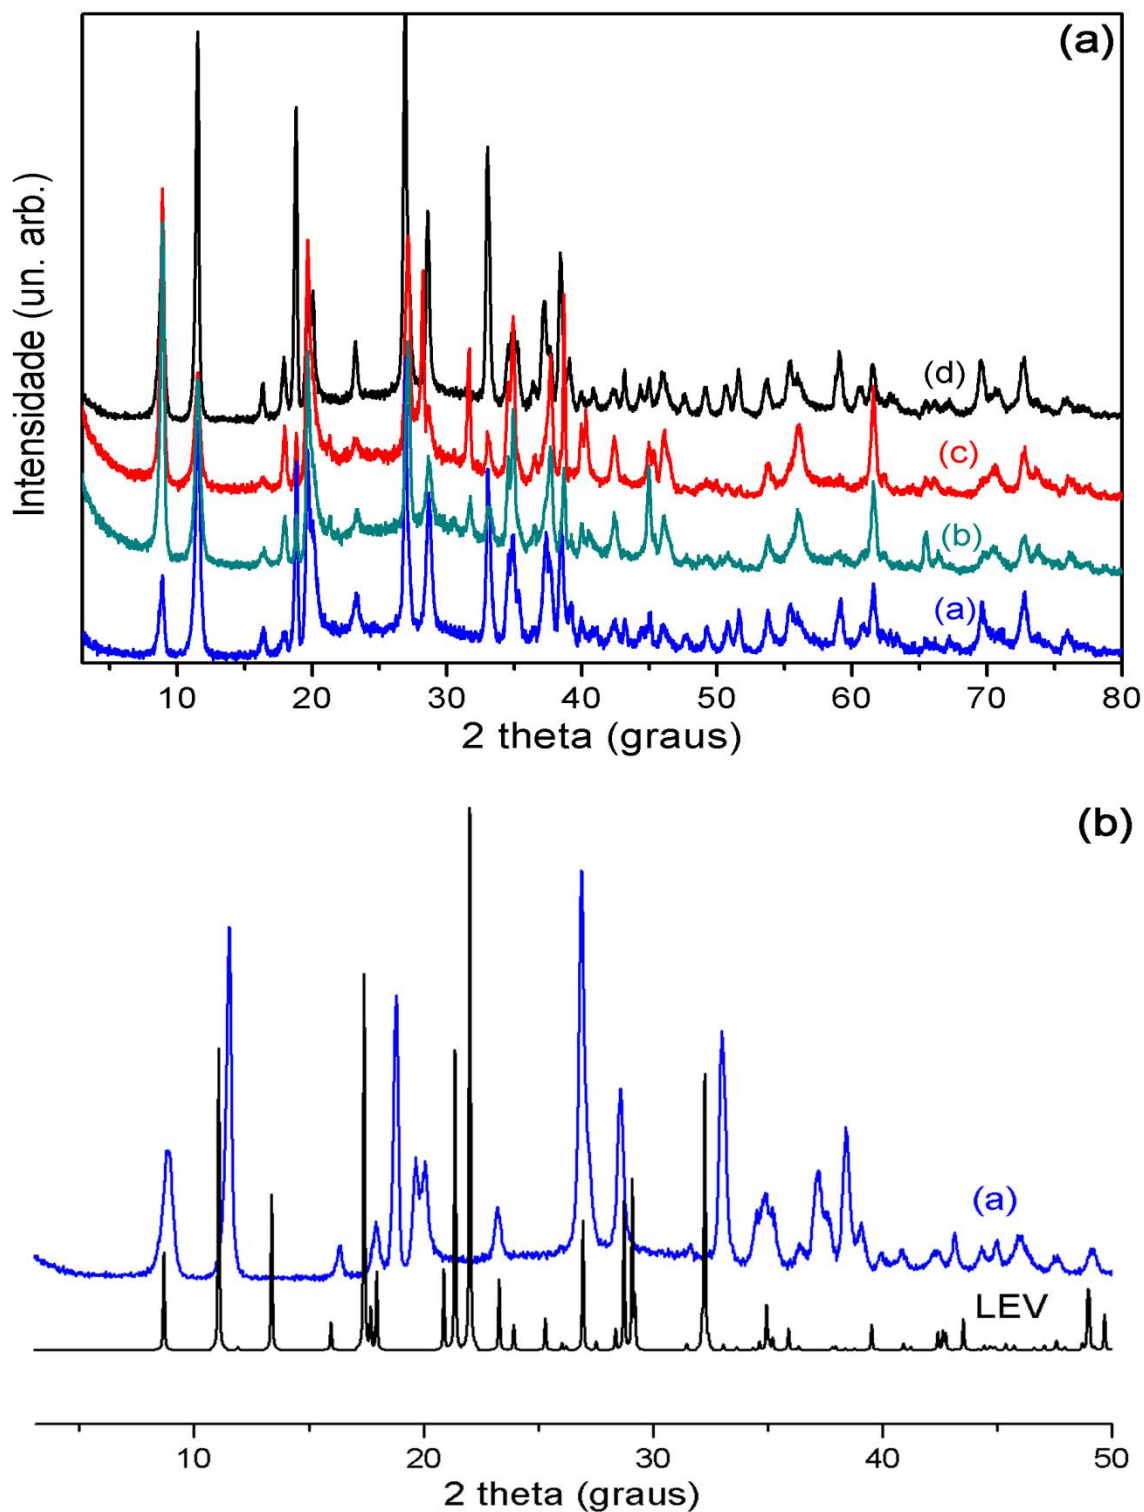 (a)
Intensidade (un. arb.)
(d)
(c)
(b)
(a)
10 20 30 40 50 60 70 80
2 theta (graus)
(b)
(a)
LEV
10 20 30 40 50
2 theta (graus)